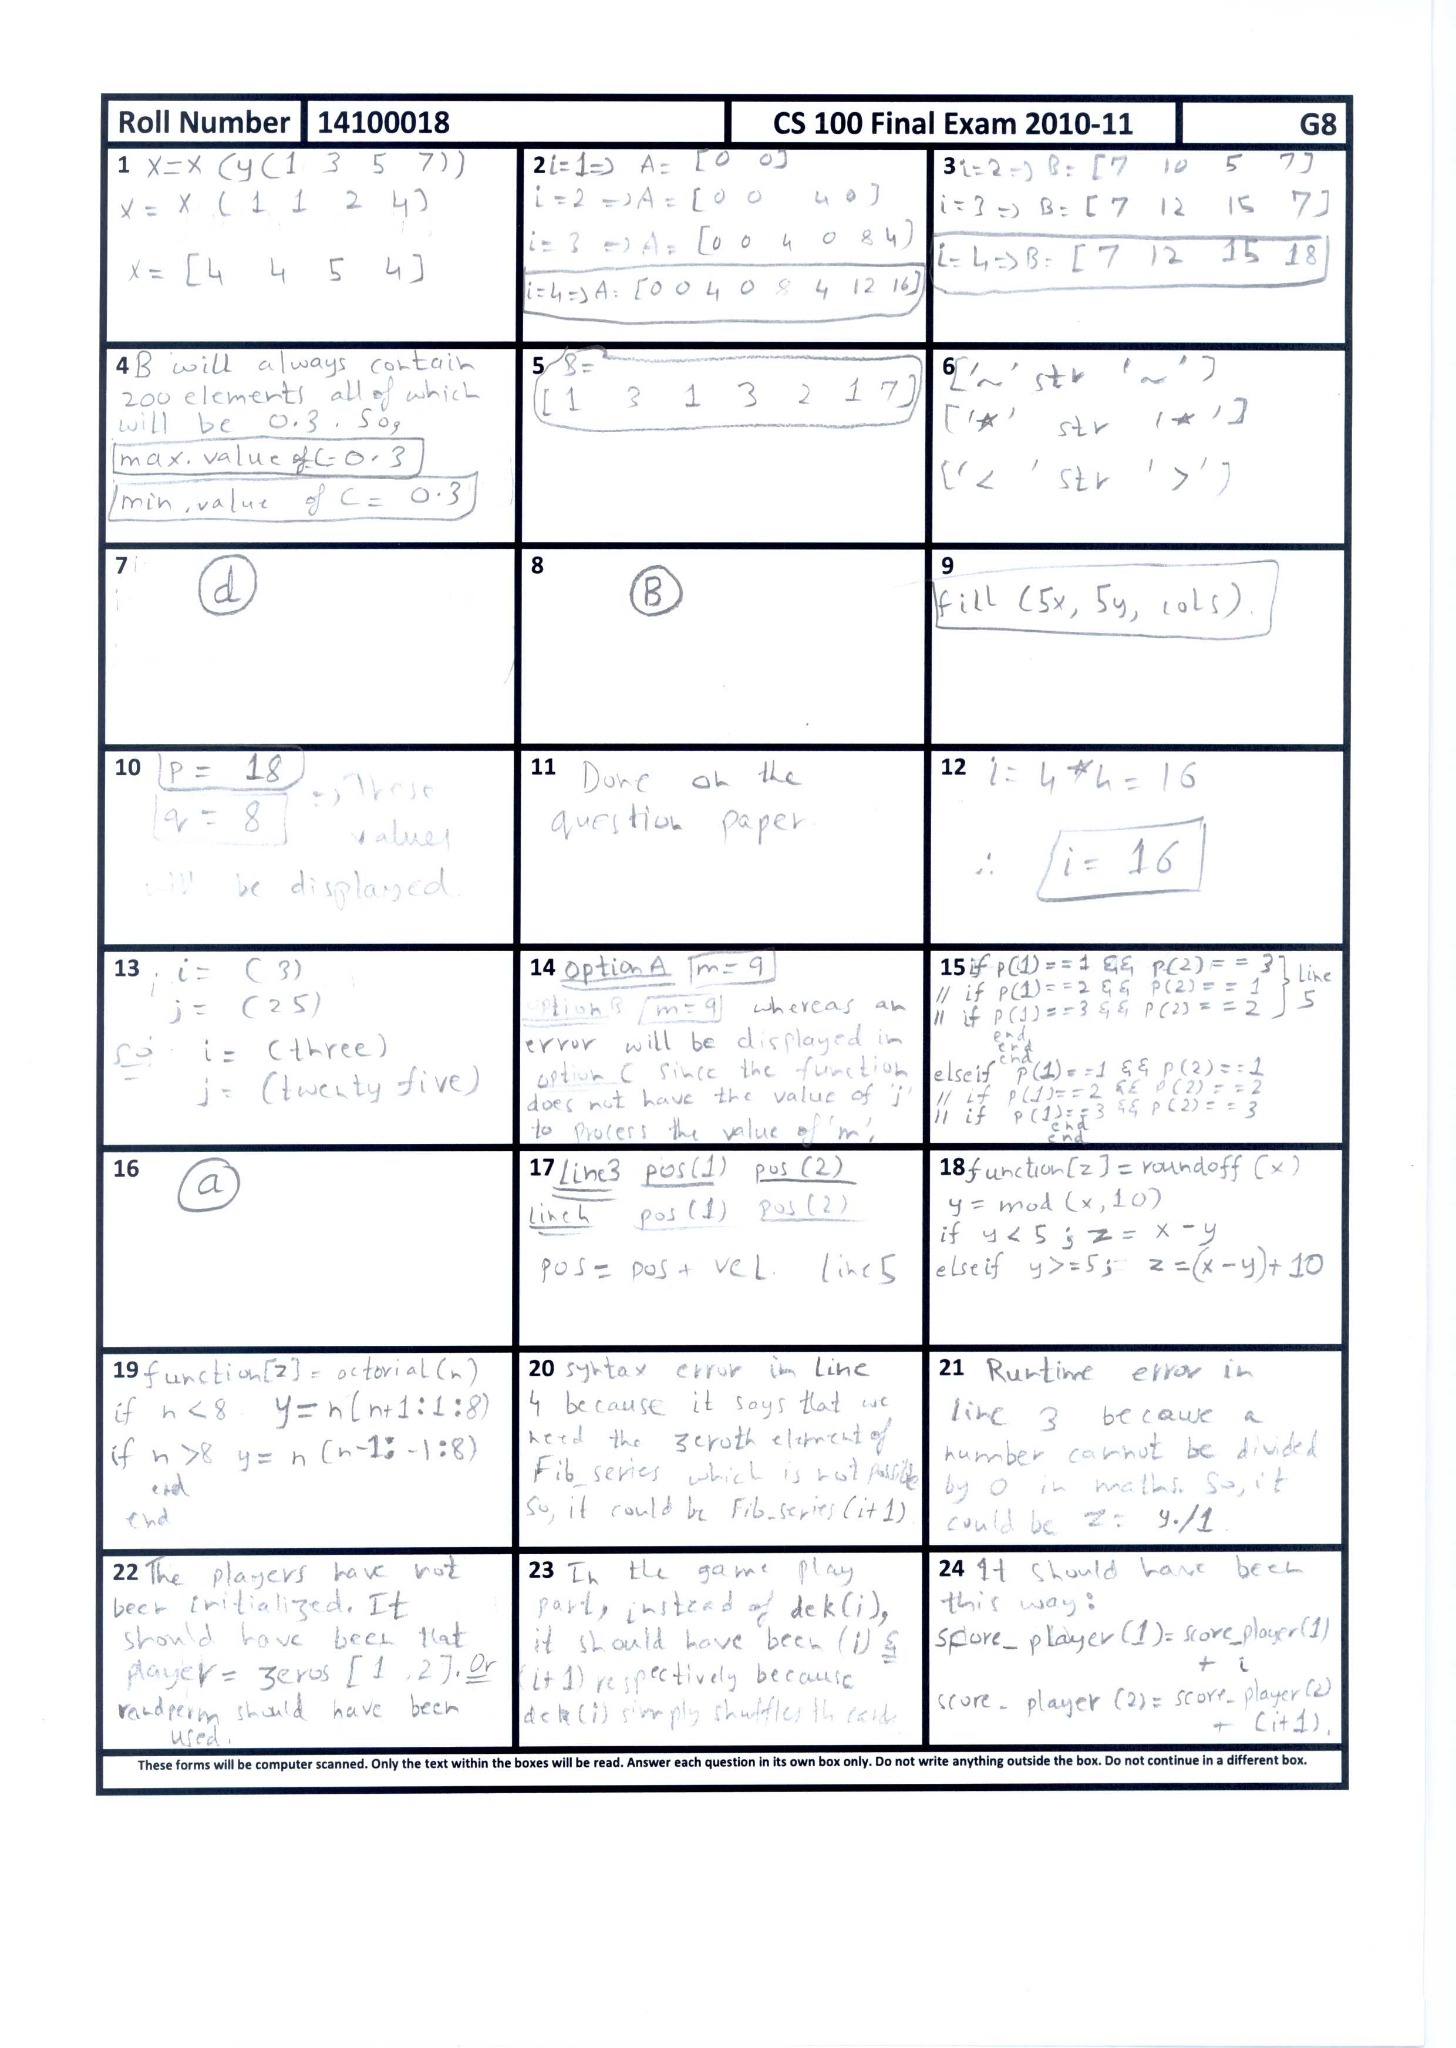 Roll Number 14100018 CS 100 Final Exam 2010-11 G8
1 x=x (y(1 3 5 7))
x = x ( 1 1 2 4)
x = [4 4 5 4]
2 i=1=> A= [0 0]
i=2 => A = [0 0 4 0]
i=3 => A= [0 0 4 0 8 4)
i=4=> A= [0 0 4 0 8 4 12 16]
3 i=2=> B= [7 10 5 7]
i=3 => B= [7 12 15 7]
i=4=> B= [7 12 15 18]
4 B will always contain
200 elements all of which
will be 0.3. So,
max. value of C= 0.3
min. value of C= 0.3
5 B=
[1 3 1 3 2 1 7]
6 ['~' str '~']
['*' str '*']
['<' str '>']
7 d
8 B
9
fill (5x, 5y, cols).
10 p = 18
q = 8 => These
values
will be displayed.
11 Done on the
question paper.
12 i= 4*4 = 16
∴ i= 16
13 i= (3)
j= (25)
so i= (three)
j= (twenty five)
14 option A m=9
option B m=9 whereas an
error will be displayed in
option C since the function
does not have the value of 'j'
to process the value of 'm'.
15 if p(1)==1 && p(2)==3
// if p(1)==2 && p(2)==1
// if p(1)==3 && p(2)==2
Line
5
end
end
end
elseif p(1)==1 && p(2)==1
// if p(1)==2 && p(2)==2
// if p(1)==3 && p(2)==3
end
end
16 a
17 Line3 pos(1) pos(2)
Line4 pos(1) pos(2)
pos = pos + vel. line5
18 function[z] = roundoff (x)
y = mod (x,10)
if y<5; z = x-y
elseif y>=5; z=(x-y)+10
19 function[z] = octorial(n)
if n<8 y=n(n+1:1:8)
if n>8 y= n (n-1:-1:8)
end
end
20 syntax error in Line
4 because it says that we
need the zeroth element of
Fib_series which is not possible
So, it could be Fib_series (i+1)
21 Runtime error in
line 3 because a
number cannot be divided
by 0 in maths. So, it
could be z= y./1
22 The players have not
been initialized. It
should have been that
player= zeros [1,2]. Or
randperm should have been
used.
23 In the game play
part, instead of dek(i),
it should have been (i) &
(i+1) respectively because
dek(i) simply shuffles th card
24 It should have been
this way:
score_player(1)= score_player(1)
+ i
score_player (2)= score_player(2)
+ (i+1).
These forms will be computer scanned. Only the text within the boxes will be read. Answer each question in its own box only. Do not write anything outside the box. Do not continue in a different box.